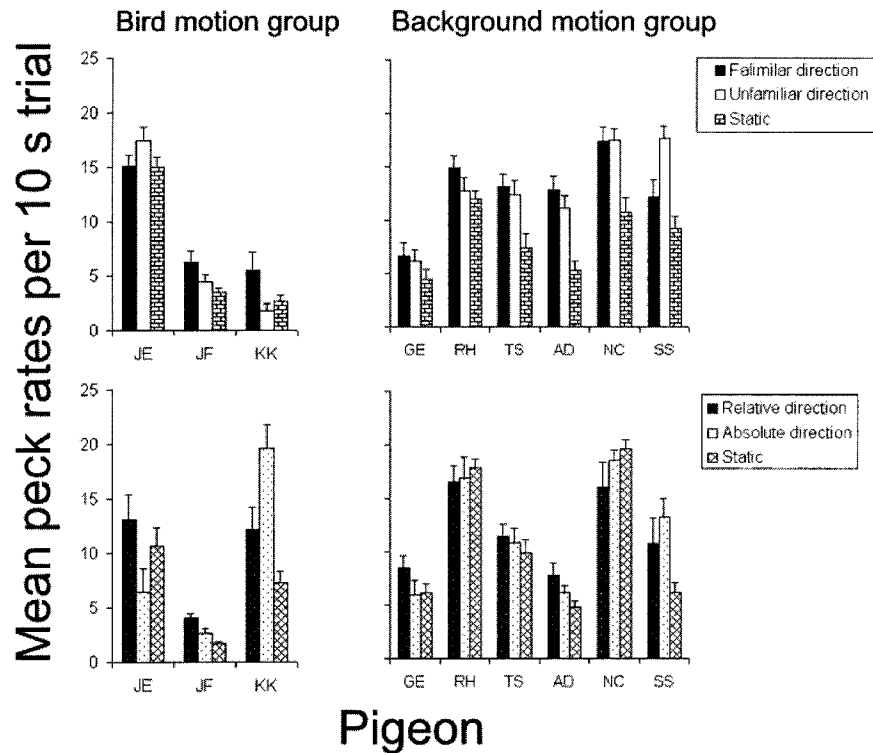 Bird motion group
Background motion group
Mean peck rates per 10 s trial
25
20
15
10
5
0
JE JF KK
GE RH TS AD NC SS
Falimilar direction
Unfamiliar direction
Static
25
20
15
10
5
0
JE JF KK
GE RH TS AD NC SS
Relative direction
Absolute direction
Static
Pigeon